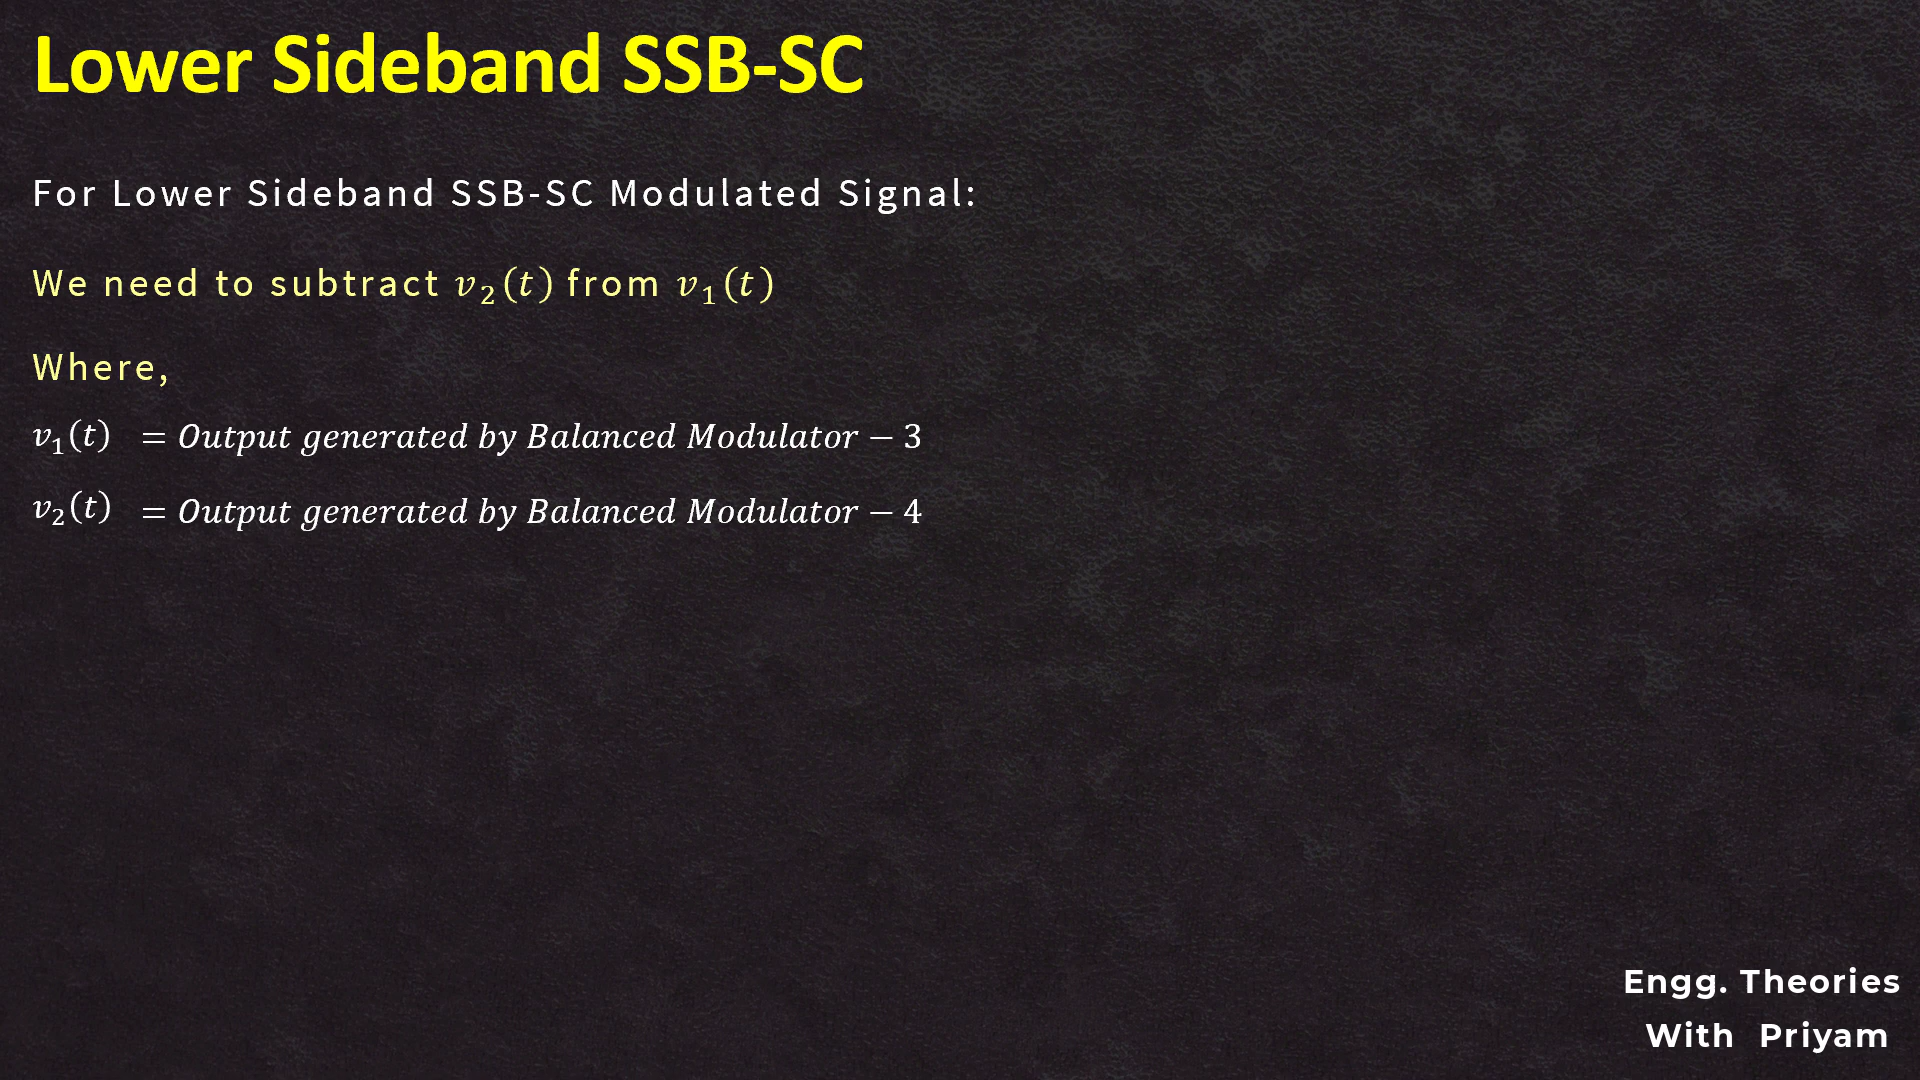 Lower Sideband SSB-SC
For Lower Sideband SSB-SC Modulated Signal:
We need to subtract v₂(t) from v₁(t)
Where,
v₁(t) = Output generated by Balanced Modulator − 3
v₂(t) = Output generated by Balanced Modulator − 4
Engg. Theories
With Priyam